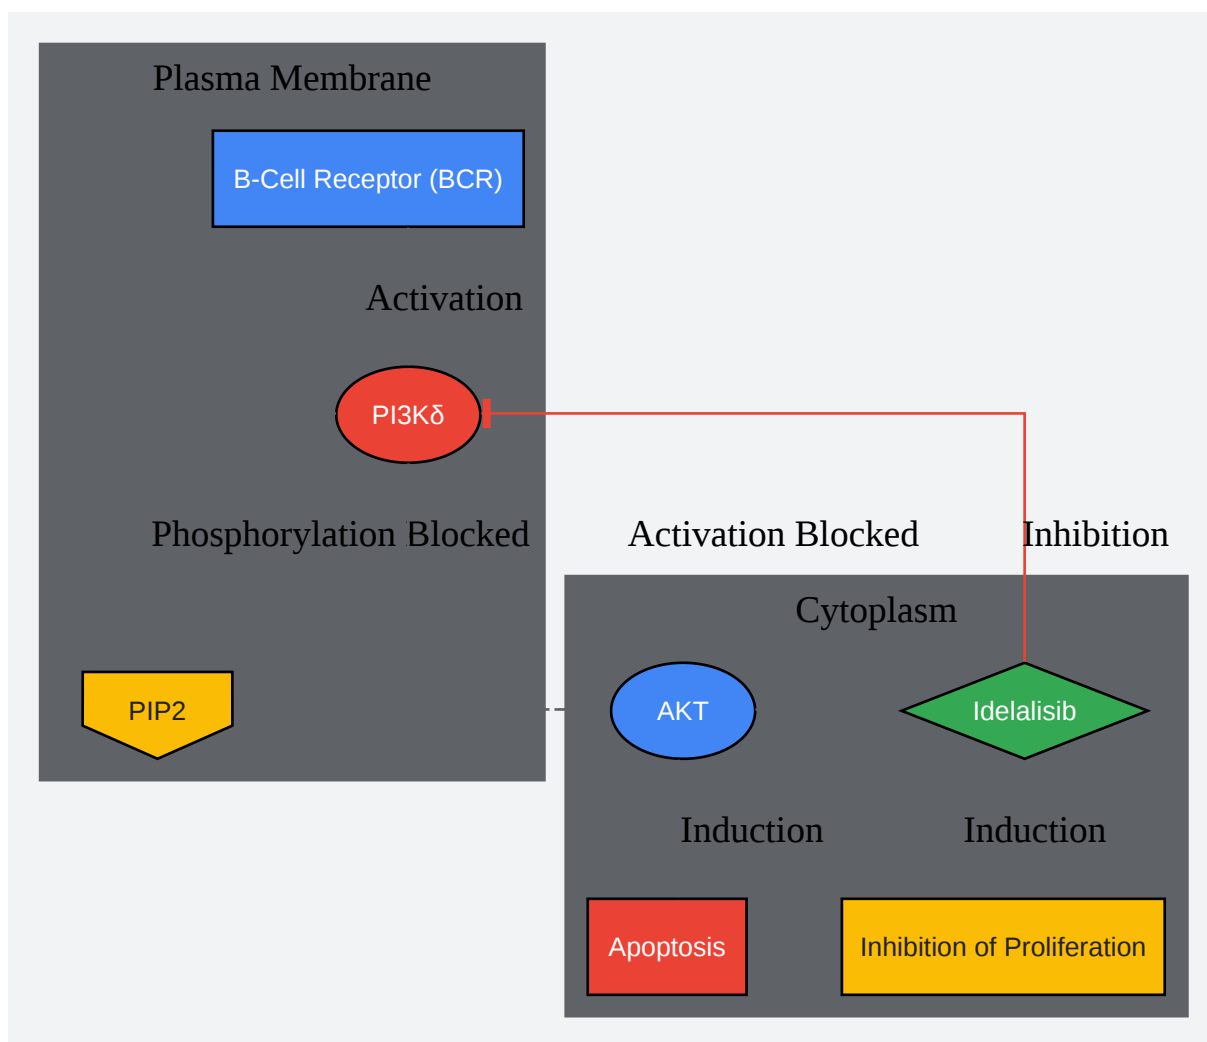 Plasma Membrane
B-Cell Receptor (BCR)
Activation
PI3Kδ
Phosphorylation Blocked
Activation Blocked
Inhibition
Cytoplasm
PIP2
AKT
Idelalisib
Induction
Induction
Apoptosis
Inhibition of Proliferation